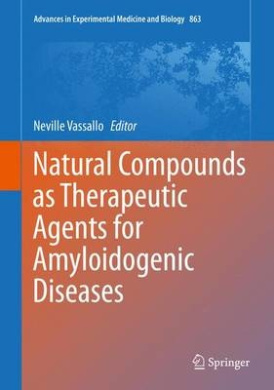 Advances in Experimental Medicine and Biology 863
Neville Vassallo Editor
Natural Compounds
as Therapeutic
Agents for
Amyloidogenic
Diseases
Springer